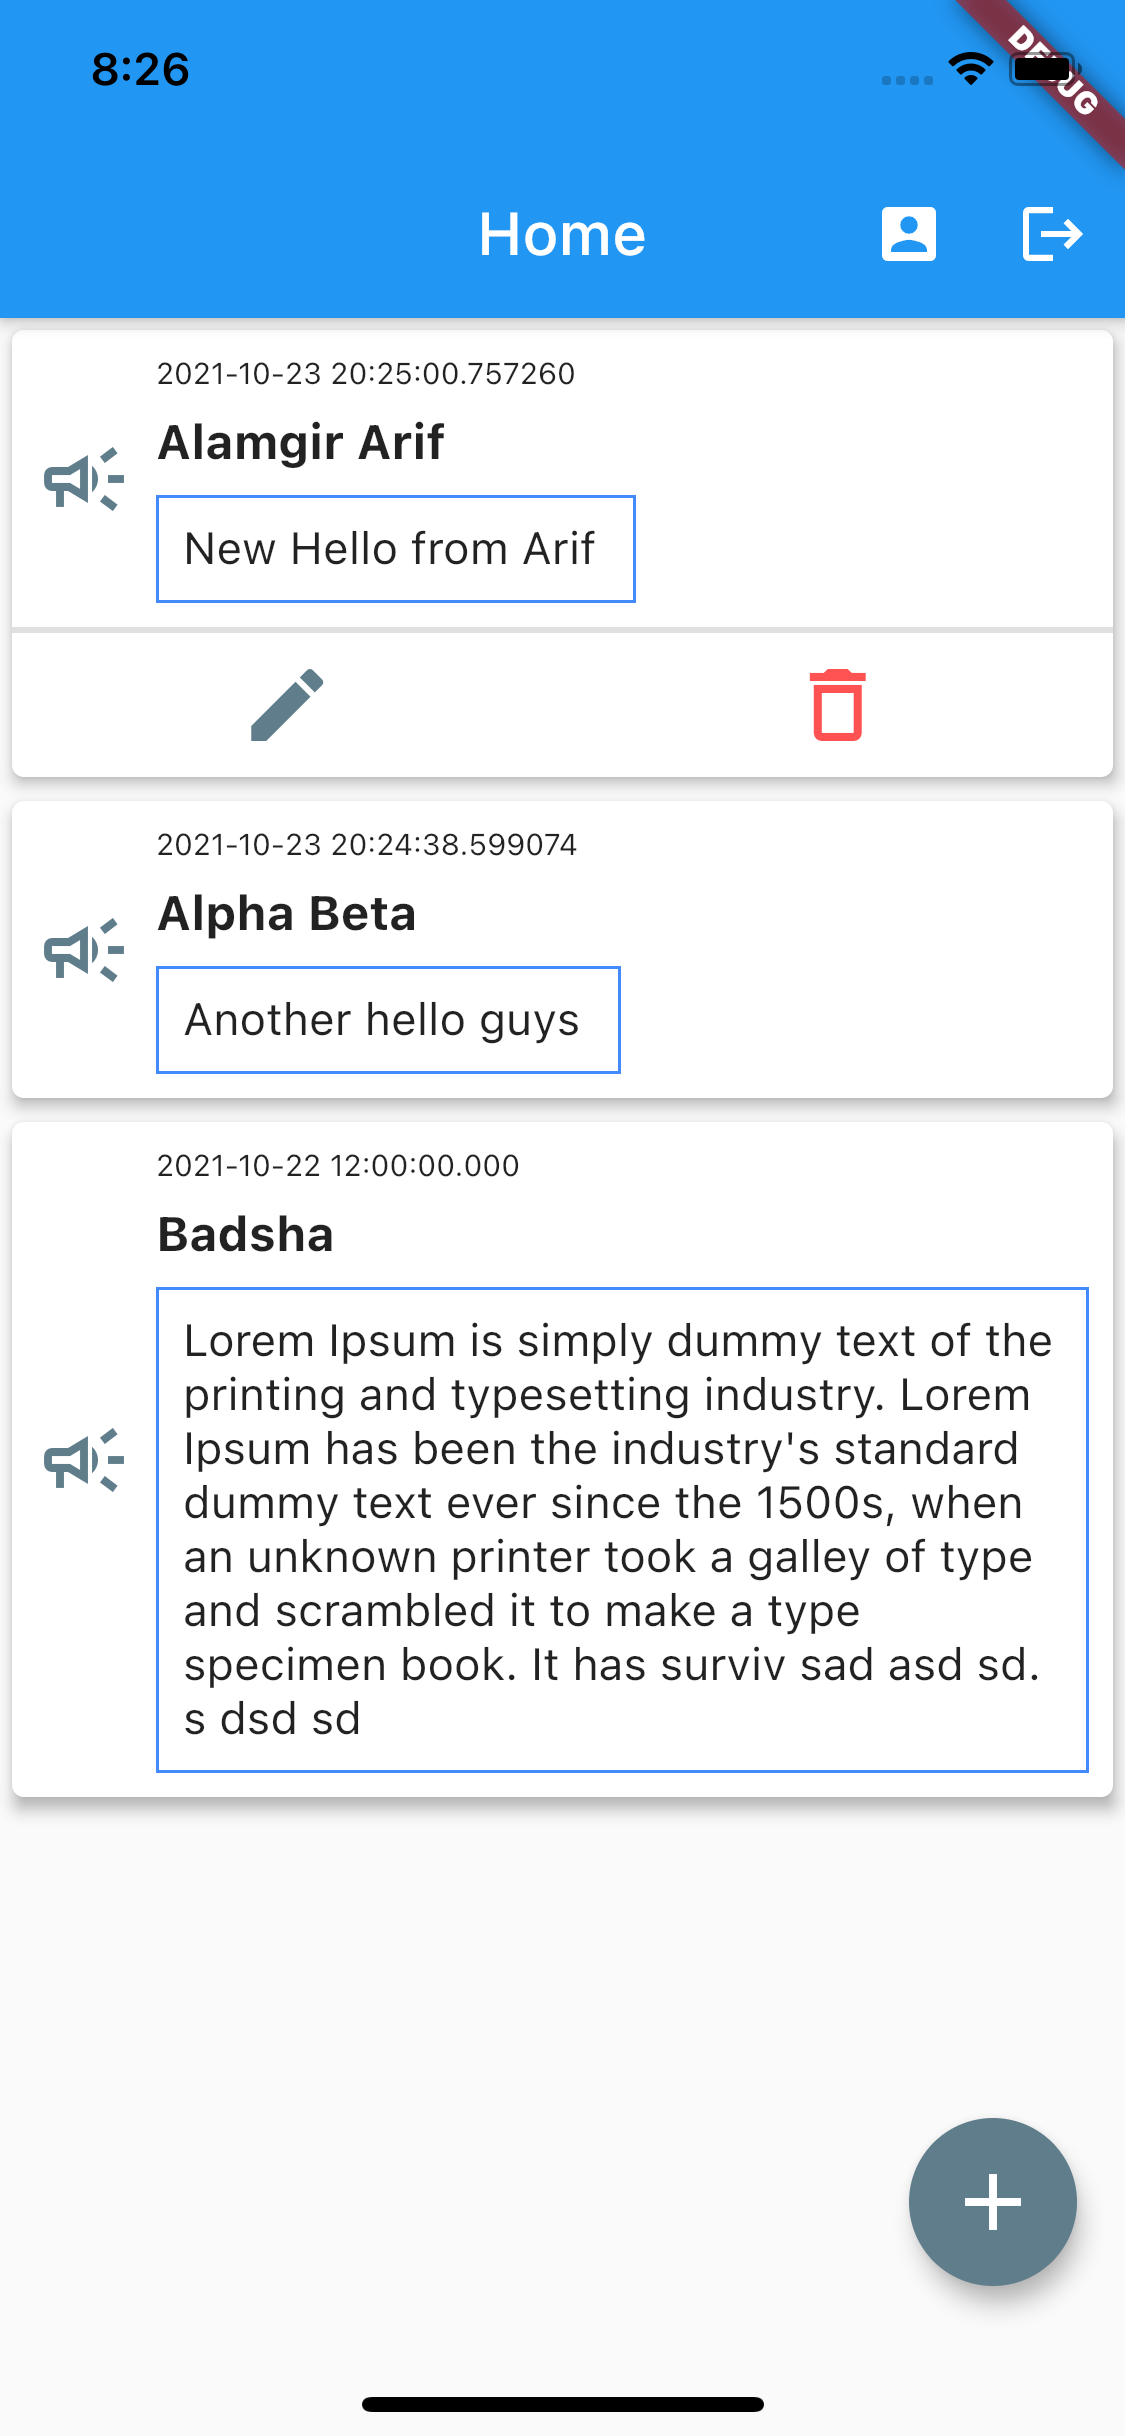 8:26
Home
2021-10-23 20:25:00.757260
Alamgir Arif
New Hello from Arif
2021-10-23 20:24:38.599074
Alpha Beta
Another hello guys
2021-10-22 12:00:00.000
Badsha
Lorem Ipsum is simply dummy text of the
printing and typesetting industry. Lorem
Ipsum has been the industry's standard
dummy text ever since the 1500s, when
an unknown printer took a galley of type
and scrambled it to make a type
specimen book. It has surviv sad asd sd.
s dsd sd